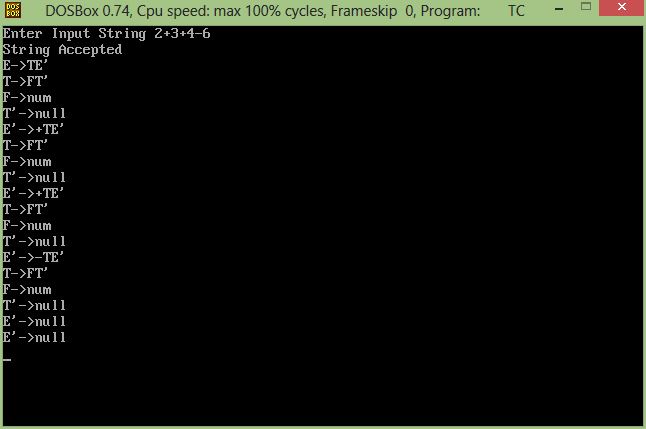 DOS BOX DOSBox 0.74, Cpu speed: max 100% cycles, Frameskip 0, Program: TC
Enter Input String 2+3+4-6
String Accepted
E->TE'
T->FT'
F->num
T'->null
E'->+TE'
T->FT'
F->num
T'->null
E'->+TE'
T->FT'
F->num
T'->null
E'->-TE'
T->FT'
F->num
T'->null
E'->null
E'->null